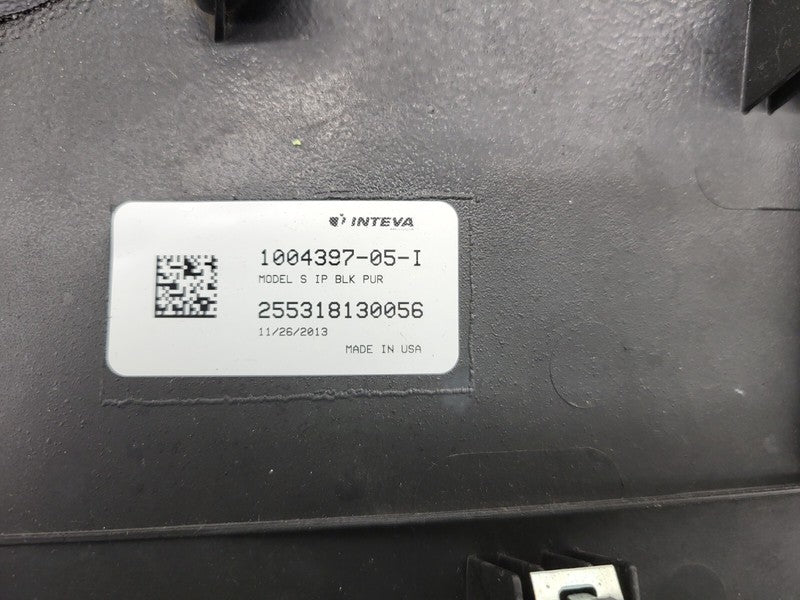 INTEVA
1004397-05-I
MODEL S IP BLK PUR
255318130056
11/26/2013
MADE IN USA